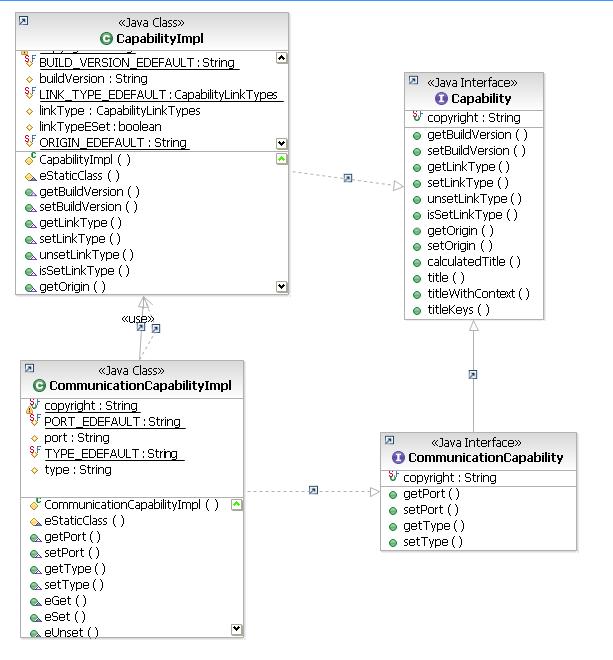 «Java Class»
CapabilityImpl
BUILD_VERSION_EDEFAULT : String
buildVersion : String
LINK_TYPE_EDEFAULT : CapabilityLinkTypes
linkType : CapabilityLinkTypes
linkTypeESet : boolean
ORIGIN_EDEFAULT : String
CapabilityImpl ( )
eStaticClass ( )
getBuildVersion ( )
setBuildVersion ( )
getLinkType ( )
setLinkType ( )
unsetLinkType ( )
isSetLinkType ( )
getOrigin ( )
«Java Interface»
Capability
copyright : String
getBuildVersion ( )
setBuildVersion ( )
getLinkType ( )
setLinkType ( )
unsetLinkType ( )
isSetLinkType ( )
getOrigin ( )
setOrigin ( )
calculatedTitle ( )
title ( )
titleWithContext ( )
titleKeys ( )
«use»
«Java Class»
CommunicationCapabilityImpl
copyright : String
PORT_EDEFAULT : String
port : String
TYPE_EDEFAULT : String
type : String
CommunicationCapabilityImpl ( )
eStaticClass ( )
getPort ( )
setPort ( )
getType ( )
setType ( )
eGet ( )
eSet ( )
eUnset ( )
«Java Interface»
CommunicationCapability
copyright : String
getPort ( )
setPort ( )
getType ( )
setType ( )